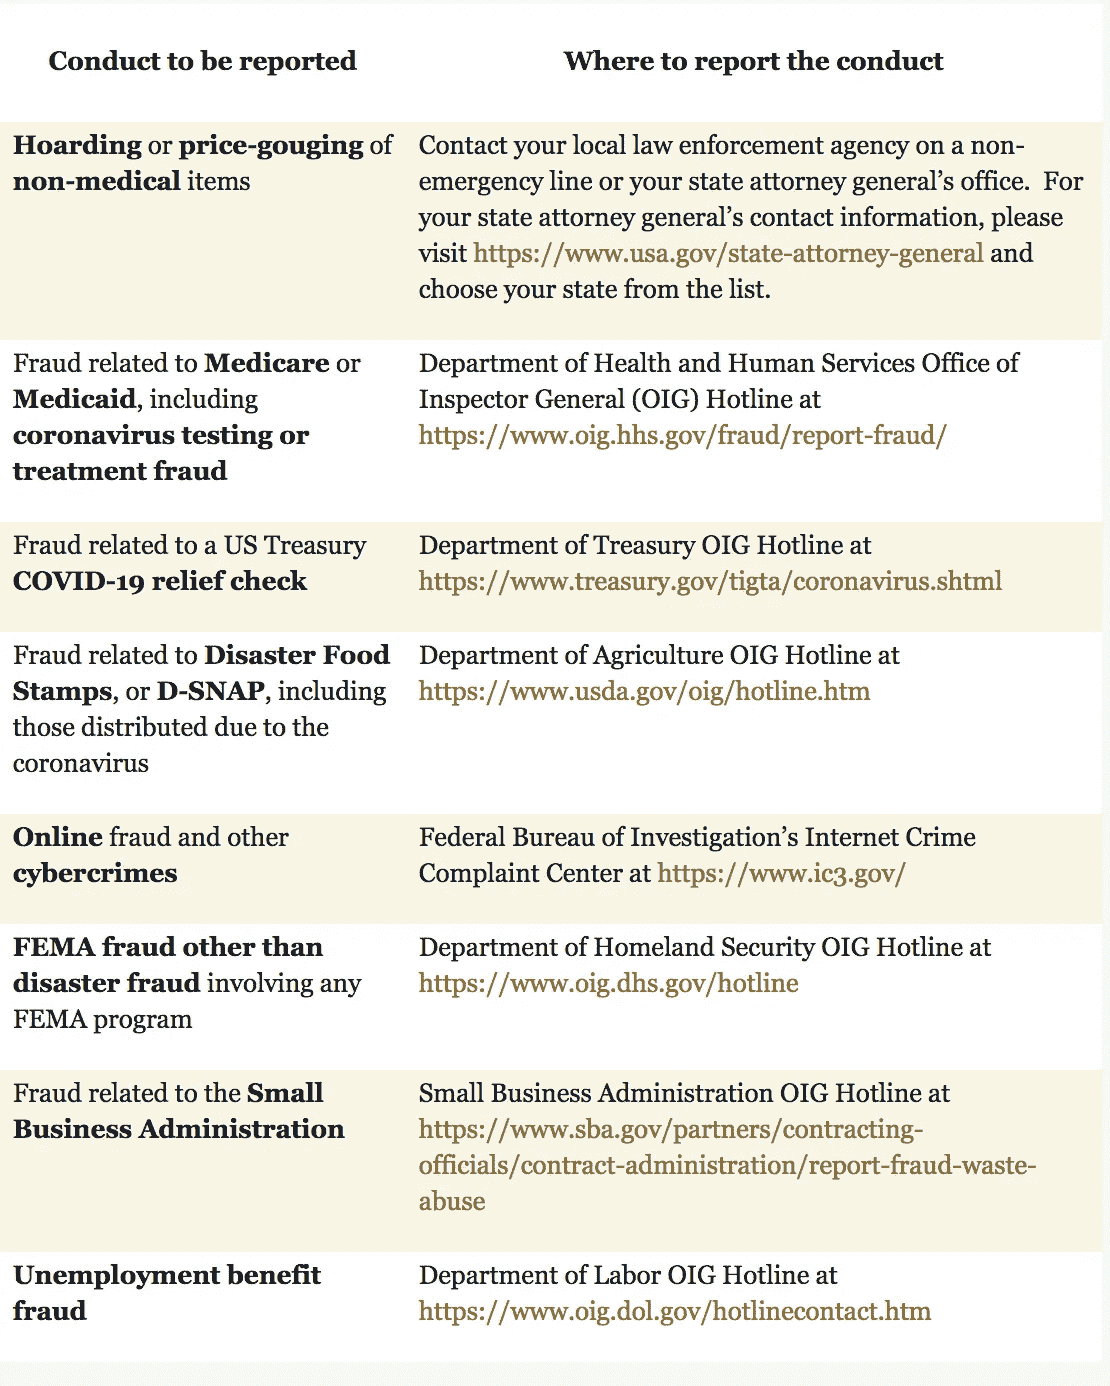 Conduct to be reported
Where to report the conduct
Hoarding or price-gouging of
non-medical items
Contact your local law enforcement agency on a non-
emergency line or your state attorney general’s office.  For
your state attorney general’s contact information, please
visit https://www.usa.gov/state-attorney-general and
choose your state from the list.
Fraud related to Medicare or
Medicaid, including
coronavirus testing or
treatment fraud
Department of Health and Human Services Office of
Inspector General (OIG) Hotline at
https://www.oig.hhs.gov/fraud/report-fraud/
Fraud related to a US Treasury
COVID-19 relief check
Department of Treasury OIG Hotline at
https://www.treasury.gov/tigta/coronavirus.shtml
Fraud related to Disaster Food
Stamps, or D-SNAP, including
those distributed due to the
coronavirus
Department of Agriculture OIG Hotline at
https://www.usda.gov/oig/hotline.htm
Online fraud and other
cybercrimes
Federal Bureau of Investigation’s Internet Crime
Complaint Center at https://www.ic3.gov/
FEMA fraud other than
disaster fraud involving any
FEMA program
Department of Homeland Security OIG Hotline at
https://www.oig.dhs.gov/hotline
Fraud related to the Small
Business Administration
Small Business Administration OIG Hotline at
https://www.sba.gov/partners/contracting-
officials/contract-administration/report-fraud-waste-
abuse
Unemployment benefit
fraud
Department of Labor OIG Hotline at
https://www.oig.dol.gov/hotlinecontact.htm